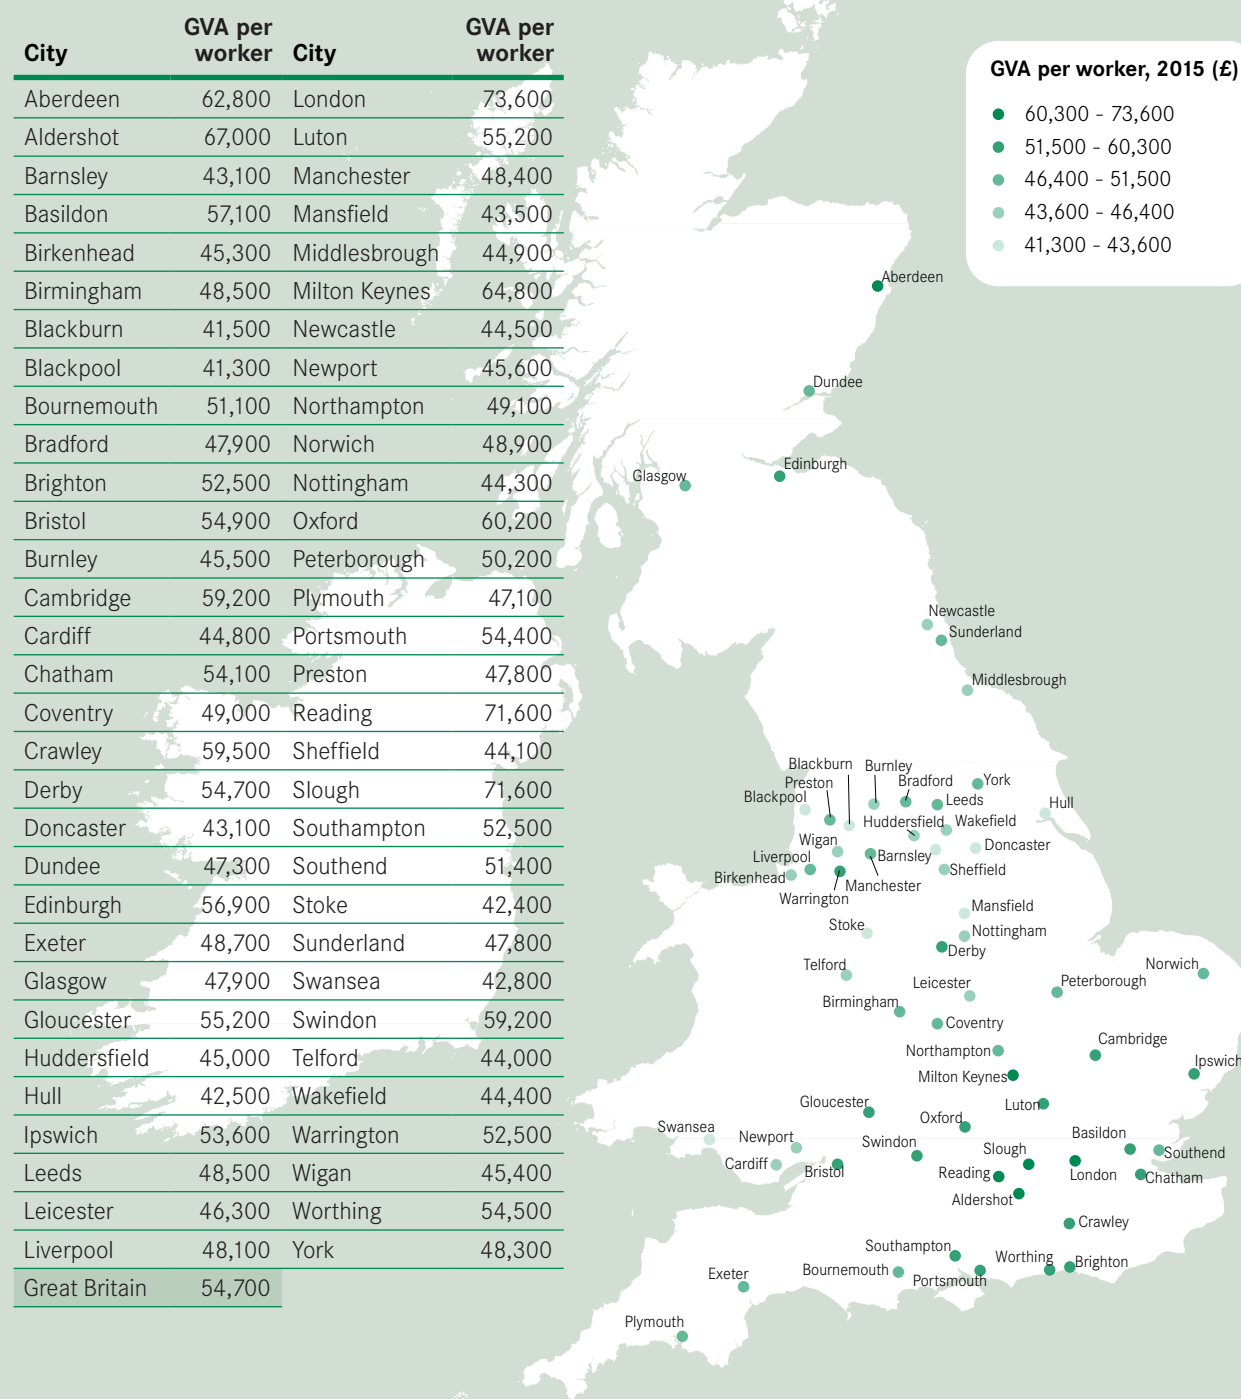 City GVA per worker City GVA per worker
Aberdeen 62,800 London 73,600
Aldershot 67,000 Luton 55,200
Barnsley 43,100 Manchester 48,400
Basildon 57,100 Mansfield 43,500
Birkenhead 45,300 Middlesbrough 44,900
Birmingham 48,500 Milton Keynes 64,800
Blackburn 41,500 Newcastle 44,500
Blackpool 41,300 Newport 45,600
Bournemouth 51,100 Northampton 49,100
Bradford 47,900 Norwich 48,900
Brighton 52,500 Nottingham 44,300
Bristol 54,900 Oxford 60,200
Burnley 45,500 Peterborough 50,200
Cambridge 59,200 Plymouth 47,100
Cardiff 44,800 Portsmouth 54,400
Chatham 54,100 Preston 47,800
Coventry 49,000 Reading 71,600
Crawley 59,500 Sheffield 44,100
Derby 54,700 Slough 71,600
Doncaster 43,100 Southampton 52,500
Dundee 47,300 Southend 51,400
Edinburgh 56,900 Stoke 42,400
Exeter 48,700 Sunderland 47,800
Glasgow 47,900 Swansea 42,800
Gloucester 55,200 Swindon 59,200
Huddersfield 45,000 Telford 44,000
Hull 42,500 Wakefield 44,400
Ipswich 53,600 Warrington 52,500
Leeds 48,500 Wigan 45,400
Leicester 46,300 Worthing 54,500
Liverpool 48,100 York 48,300
Great Britain 54,700
GVA per worker, 2015 (£)
60,300 - 73,600
51,500 - 60,300
46,400 - 51,500
43,600 - 46,400
41,300 - 43,600
Aberdeen
Dundee
Edinburgh
Glasgow
Newcastle
Sunderland
Middlesbrough
Blackburn
Burnley
Preston
Bradford
York
Blackpool
Leeds
Hull
Huddersfield
Wakefield
Wigan
Doncaster
Liverpool
Barnsley
Birkenhead
Sheffield
Manchester
Warrington
Mansfield
Stoke
Nottingham
Derby
Telford
Norwich
Leicester
Peterborough
Birmingham
Coventry
Cambridge
Northampton
Ipswich
Milton Keynes
Gloucester
Luton
Oxford
Swansea
Newport
Swindon
Basildon
Slough
Southend
Cardiff
Bristol
Reading
London
Chatham
Aldershot
Crawley
Southampton
Worthing
Brighton
Bournemouth
Portsmouth
Exeter
Plymouth